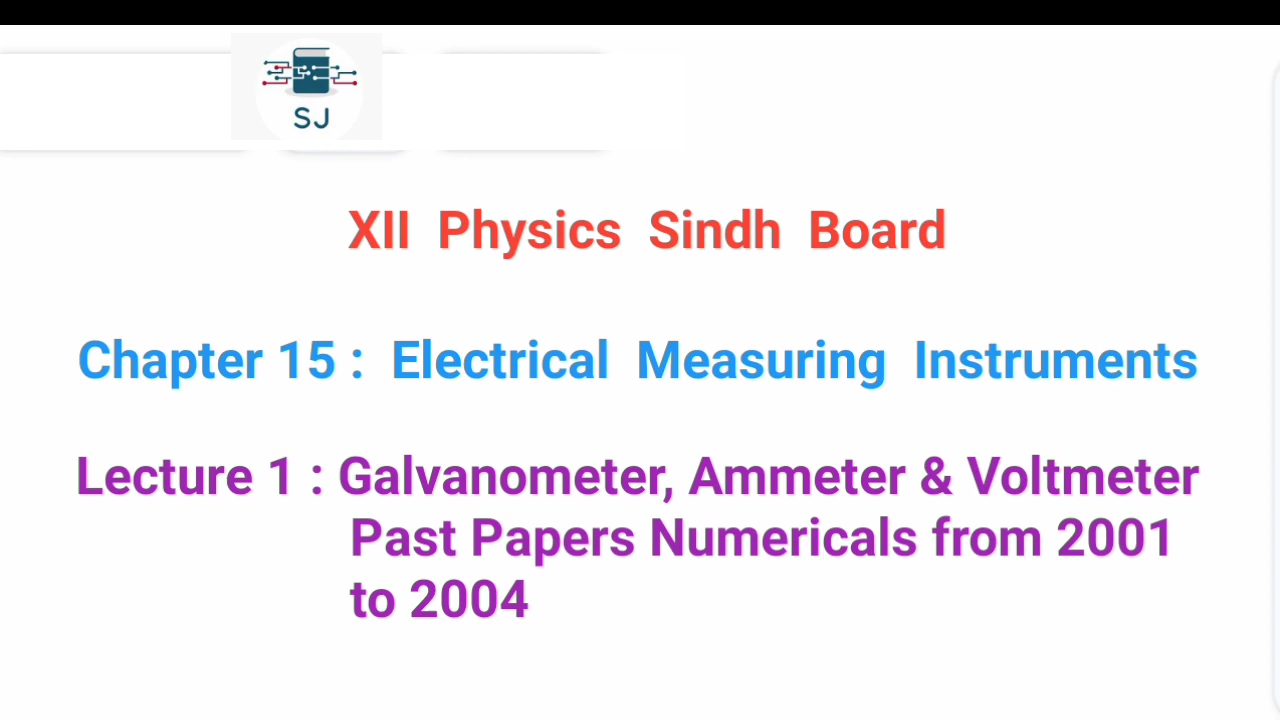 SJ
XII Physics Sindh Board
Chapter 15 : Electrical Measuring Instruments
Lecture 1 : Galvanometer, Ammeter & Voltmeter
Past Papers Numericals from 2001
to 2004